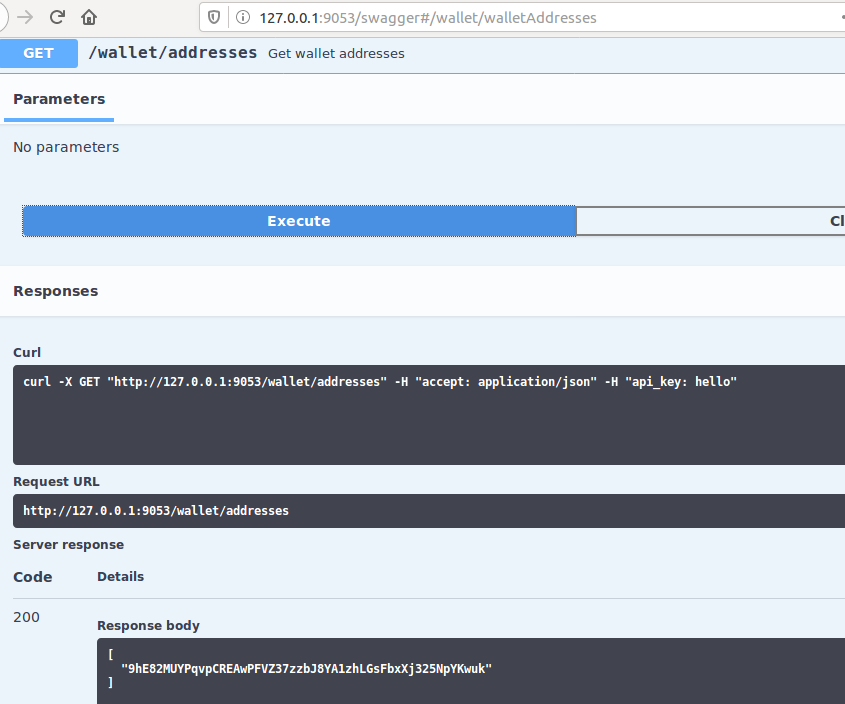 127.0.0.1:9053/swagger#/wallet/walletAddresses
GET /wallet/addresses Get wallet addresses
Parameters
No parameters
Execute Cl
Responses
Curl
curl -X GET "http://127.0.0.1:9053/wallet/addresses" -H "accept: application/json" -H "api_key: hello"
Request URL
http://127.0.0.1:9053/wallet/addresses
Server response
Code Details
200
Response body
[
"9hE82MUYPqvpCREAwPFVZ37zzbJ8YA1zhLGsFbxXj325NpYKwuk"
]